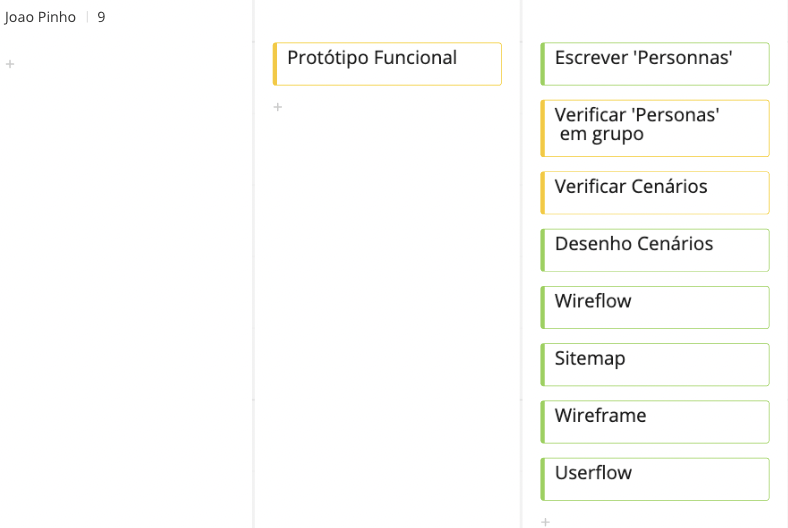 Joao Pinho | 9
+
Protótipo Funcional
+
Escrever 'Personnas'
Verificar 'Personas'
em grupo
Verificar Cenários
Desenho Cenários
Wireflow
Sitemap
Wireframe
Userflow
+